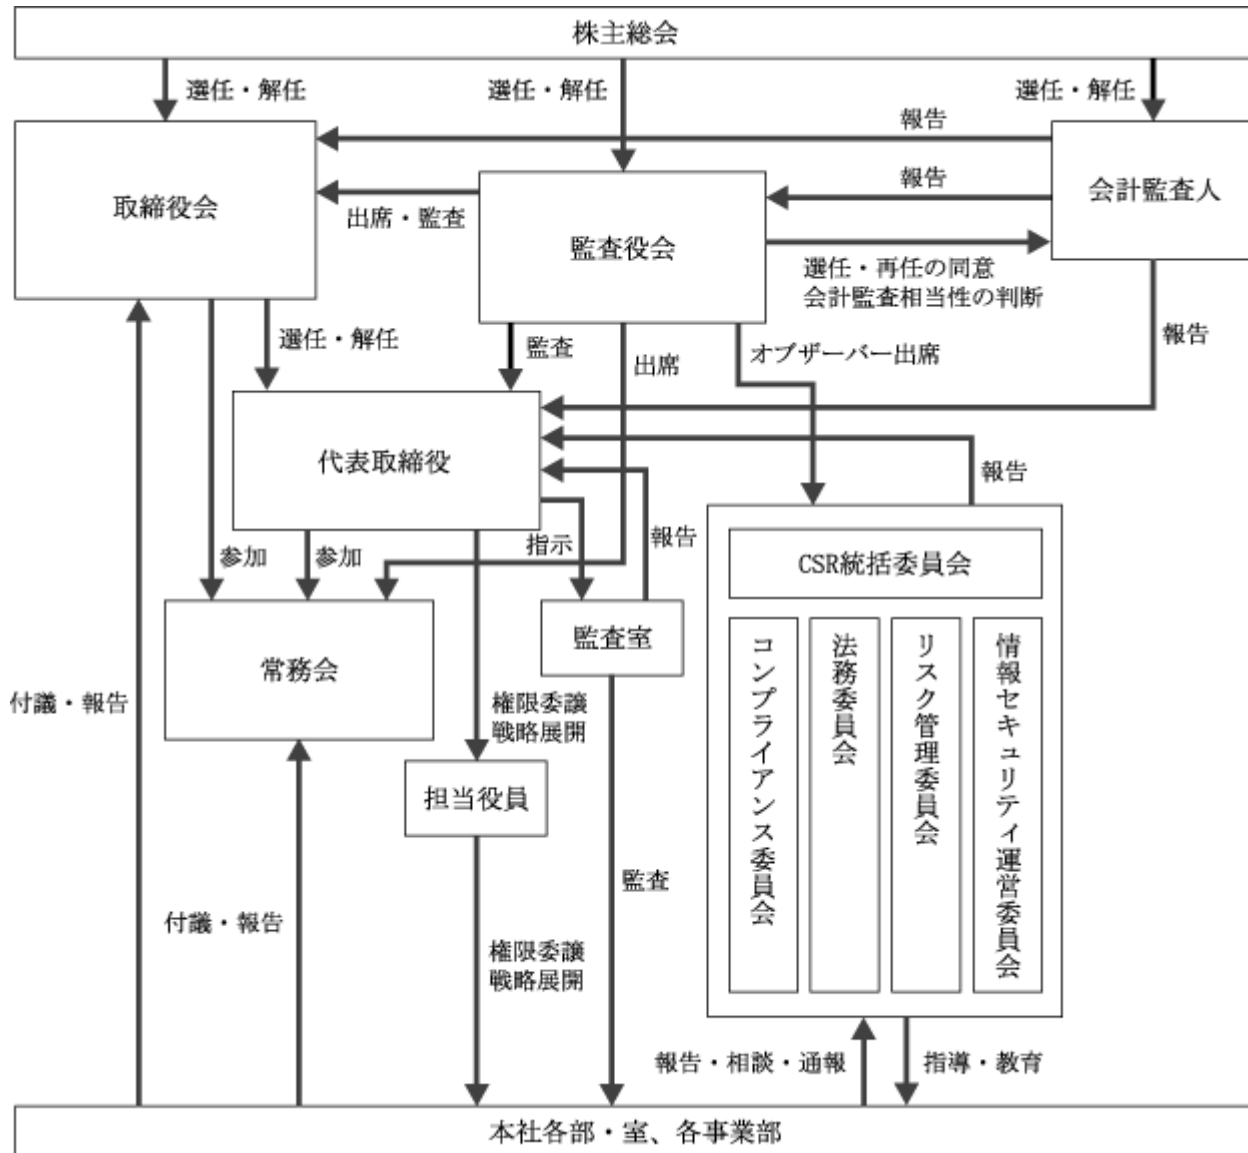 株主総会
選任・解任
選任・解任
選任・解任
報告
取締役会
報告
会計監査人
出席・監査
監査役会
選任・再任の同意
会計監査相当性の判断
選任・解任
監査
出席
オブザーバー出席
報告
代表取締役
報告
参加
参加
指示
報告
CSR統括委員会
常務会
監査室
コンプライアンス委員会
法務委員会
リスク管理委員会
情報セキュリティ運営委員会
付議・報告
権限委譲
戦略展開
担当役員
監査
付議・報告
権限委譲
戦略展開
報告・相談・通報
指導・教育
本社各部・室、各事業部